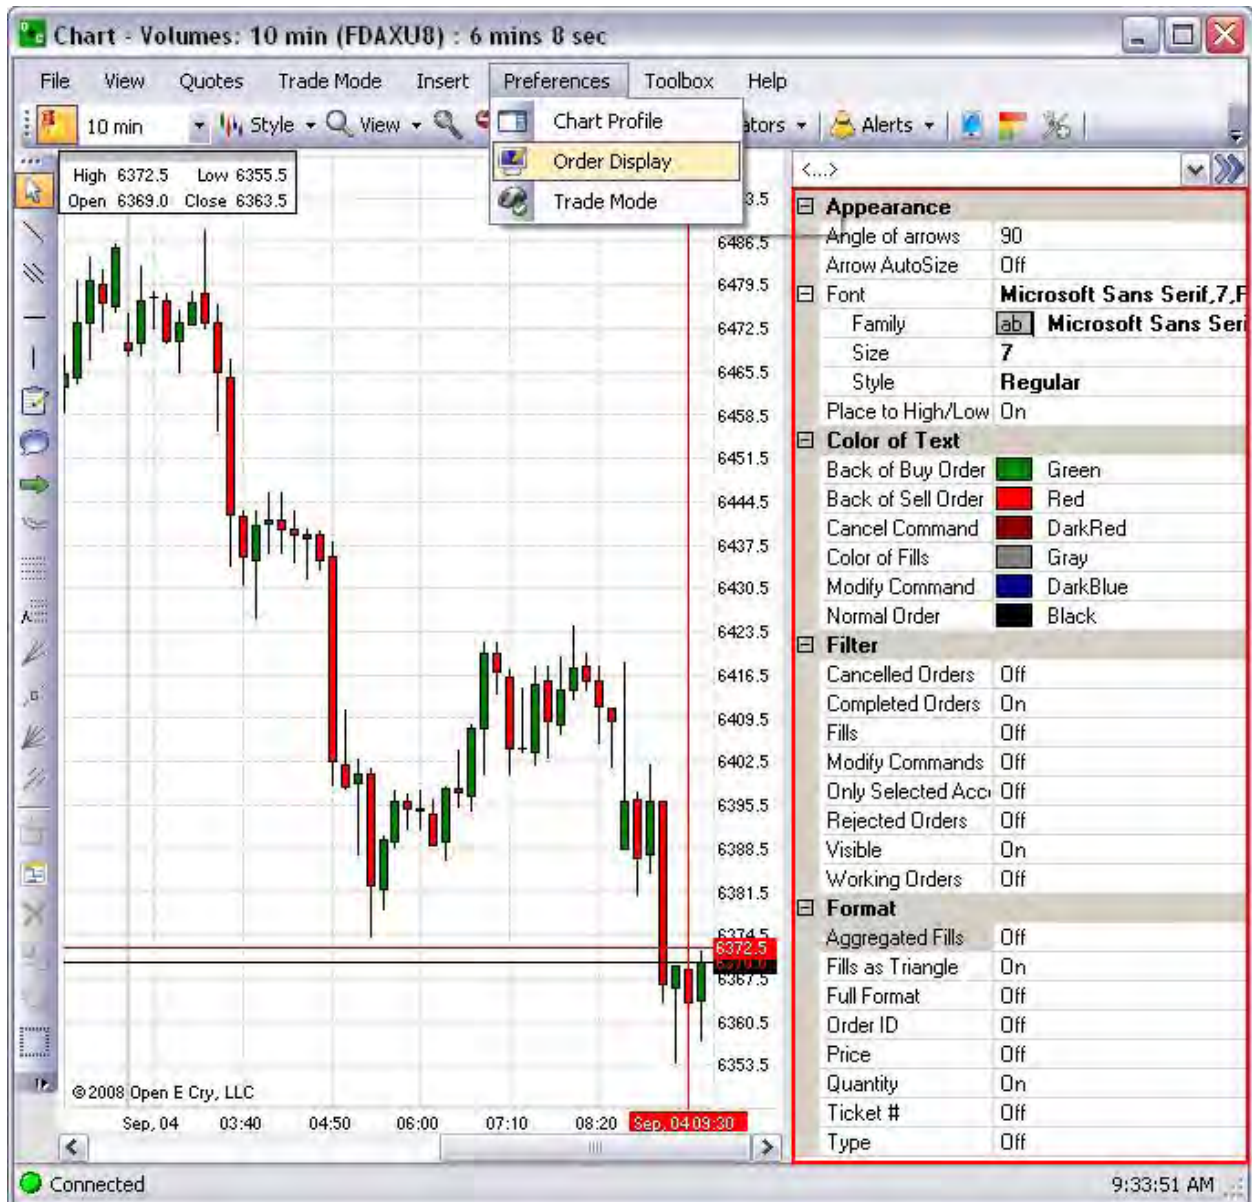 Chart - Volumes: 10 min (FDAXU8) : 6 mins 8 sec
File View Quotes Trade Mode Insert Preferences Toolbox Help
10 min Style View ators Alerts
Chart Profile
Order Display
Trade Mode
High 6372.5 Low 6355.5
Open 6369.0 Close 6363.5
<...>
3.5
6486.5
6479.5
6472.5
6465.5
6458.5
6451.5
6444.5
6437.5
6430.5
6423.5
6416.5
6409.5
6402.5
6395.5
6388.5
6381.5
6374.5
6372.5
6367.5
6360.5
6353.5
Appearance
Angle of arrows 90
Arrow AutoSize Off
Font Microsoft Sans Serif,7,F
Family ab Microsoft Sans Seri
Size 7
Style Regular
Place to High/Low On
Color of Text
Back of Buy Order Green
Back of Sell Order Red
Cancel Command DarkRed
Color of Fills Gray
Modify Command DarkBlue
Normal Order Black
Filter
Cancelled Orders Off
Completed Orders On
Fills Off
Modify Commands Off
Only Selected Acc Off
Rejected Orders Off
Visible On
Working Orders Off
Format
Aggregated Fills Off
Fills as Triangle On
Full Format Off
Order ID Off
Price Off
Quantity On
Ticket # Off
Type Off
©2008 Open E Cry, LLC
Sep, 04 03:40 04:50 06:00 07:10 08:20 Sep, 04 09:30
Connected 9:33:51 AM